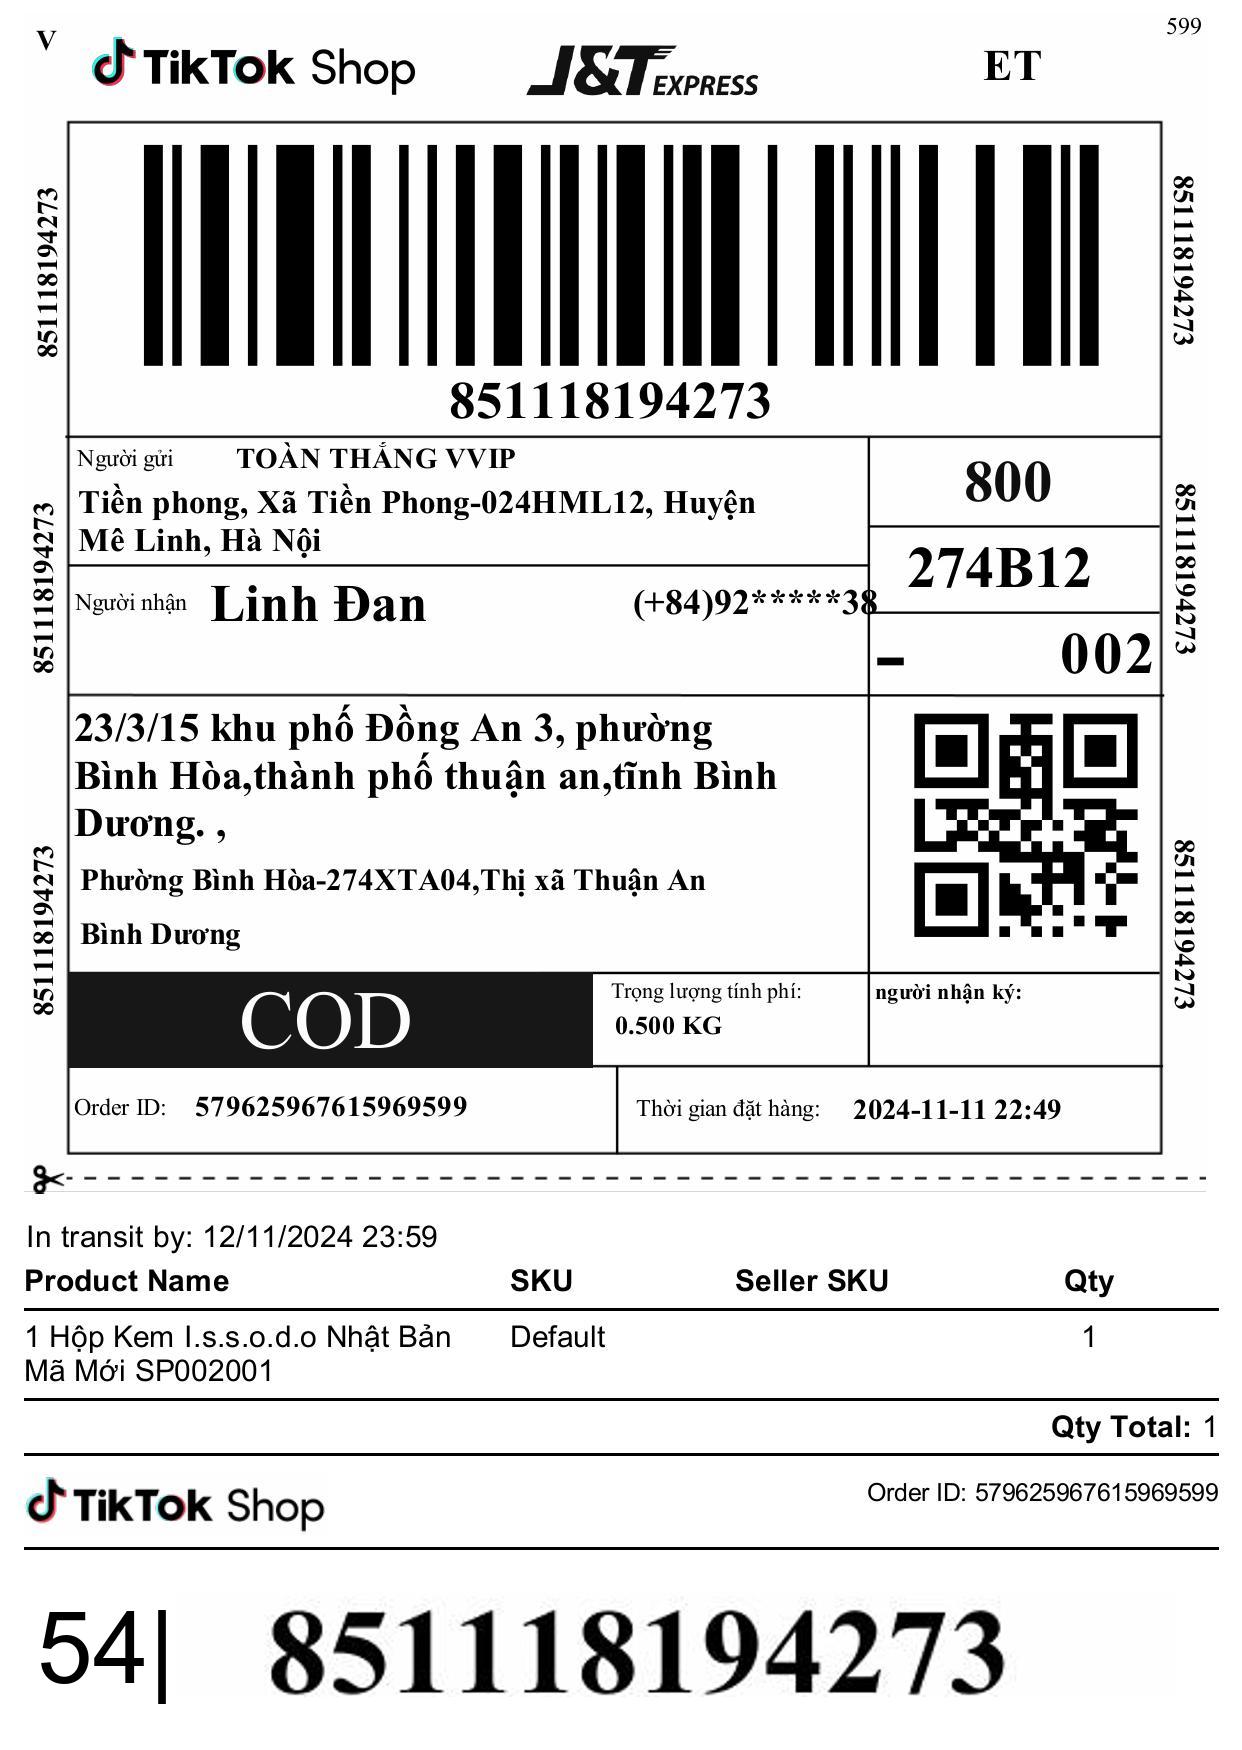 599
V
TikTok Shop
J&T EXPRESS
ET
851118194273
851118194273
851118194273
Người gửi TOÀN THẮNG VVIP
Tiền phong, Xã Tiền Phong-024HML12, Huyện
Mê Linh, Hà Nội
800
274B12
851118194273
851118194273
Người nhận Linh Đan (+84)92*****38
– 002
23/3/15 khu phố Đồng An 3, phường
Bình Hòa,thành phố thuận an,tĩnh Bình
Dương. ,
Phường Bình Hòa-274XTA04,Thị xã Thuận An
Bình Dương
851118194273
851118194273
COD
Trọng lượng tính phí:
0.500 KG
người nhận ký:
Order ID: 579625967615969599
Thời gian đặt hàng: 2024-11-11 22:49
In transit by: 12/11/2024 23:59
Product Name SKU Seller SKU Qty
1 Hộp Kem I.s.s.o.d.o Nhật Bản Default 1
Mã Mới SP002001
Qty Total: 1
TikTok Shop
Order ID: 579625967615969599
54| 851118194273